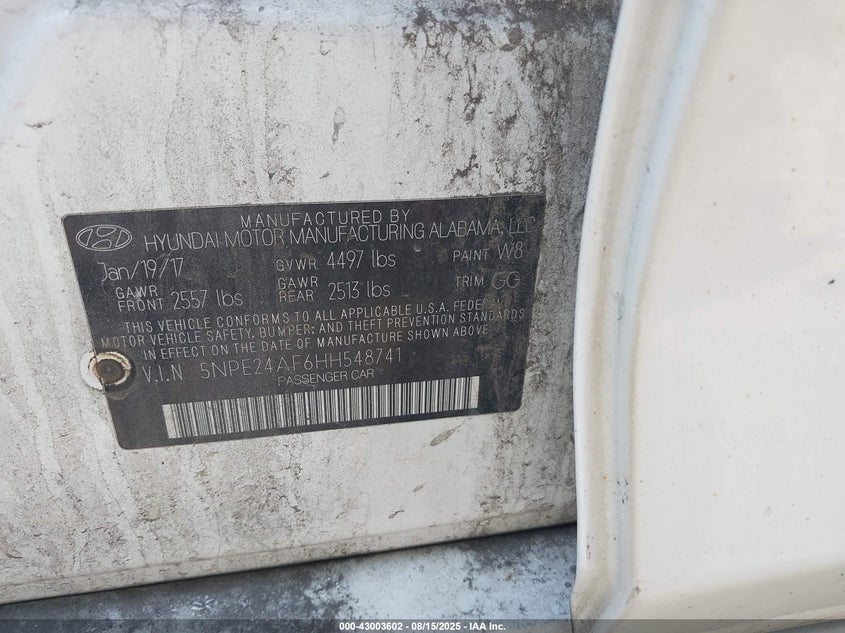 MANUFACTURED BY
HYUNDAI MOTOR MANUFACTURING ALABAMA, LLC
Jan/19/17 GVWR 4497 lbs PAINT W8
GAWR FRONT 2557 lbs GAWR REAR 2513 lbs TRIM GG
THIS VEHICLE CONFORMS TO ALL APPLICABLE U.S.A. FEDERAL
MOTOR VEHICLE SAFETY, BUMPER, AND THEFT PREVENTION STANDARDS
IN EFFECT ON THE DATE OF MANUFACTURE SHOWN ABOVE.
V.I.N 5NPE24AF6HH548741
PASSENGER CAR
000-43003602 - 08/15/2025 - IAA Inc.